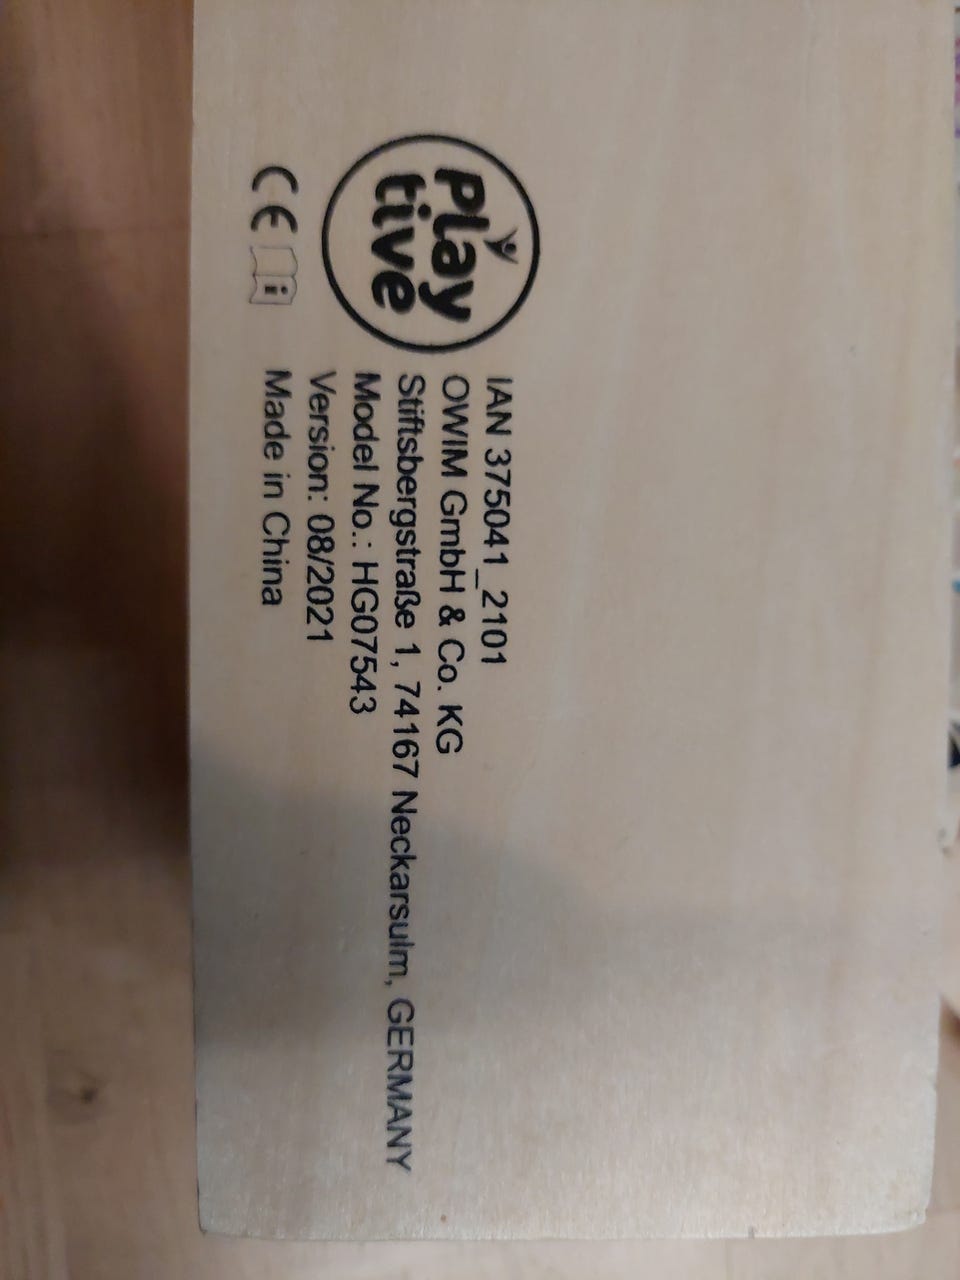 Play
tive
IAN 375041_2101
OWIM GmbH & Co. KG
Stiftsbergstraße 1, 74167 Neckarsulm, GERMANY
Model No.: HG07543
Version: 08/2021
CE i Made in China